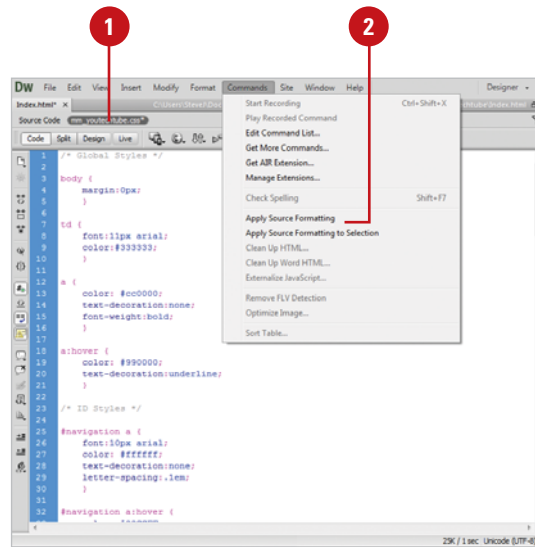 1 2
DW File Edit View Insert Modify Format Commands Site Window Help Designer
Index.html* ×
Source Code mm_youtechtube.css*
Code Split Design Live
Start Recording Ctrl+Shift+X
Play Recorded Command
Edit Command List...
Get More Commands...
Get AIR Extension...
Manage Extensions...
Check Spelling Shift+F7
Apply Source Formatting
Apply Source Formatting to Selection
Clean Up HTML...
Clean Up Word HTML...
Externalize JavaScript...
Remove FLV Detection
Optimize Image...
Sort Table...
1 /* Global Styles */
2
3 body {
4 margin:0px;
5 }
6
7 td {
8 font:11px arial;
9 color:#333333;
10 }
11
12 a {
13 color: #cc0000;
14 text-decoration:none;
15 font-weight:bold;
16 }
17
18 a:hover {
19 color: #990000;
20 text-decoration:underline;
21 }
22
23 /* ID Styles */
24
25 #navigation a {
26 font:10px arial;
27 color: #ffffff;
28 text-decoration:none;
29 letter-spacing:.1em;
30 }
31
32 #navigation a:hover {
25K / 1 sec Unicode (UTF-8)